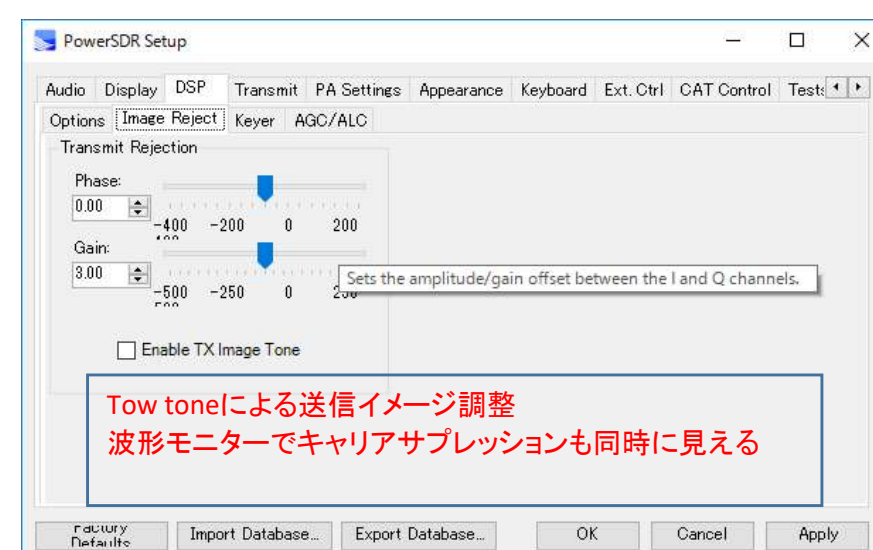 PowerSDR Setup
Audio Display DSP Transmit PA Settings Appearance Keyboard Ext. Ctrl CAT Control Tests
Options Image Reject Keyer AGC/ALC
Transmit Rejection
Phase:
0.00
-400 -200 0 200
Gain:
3.00
Sets the amplitude/gain offset between the I and Q channels.
-500 -250 0 250
Enable TX Image Tone
Tow toneによる送信イメージ調整
波形モニターでキャリアサプレッションも同時に見える
Factory Defaults Import Database... Export Database... OK Cancel Apply